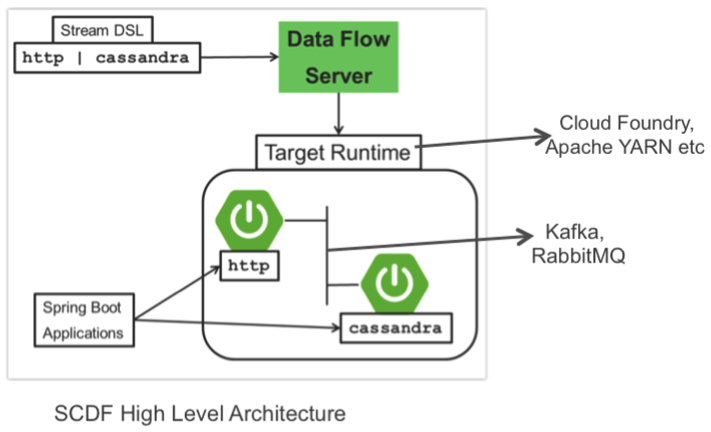 Stream DSL
http | cassandra
Data Flow
Server
Target Runtime
Cloud Foundry,
Apache YARN etc
http
Kafka,
RabbitMQ
Spring Boot
Applications
cassandra
SCDF High Level Architecture